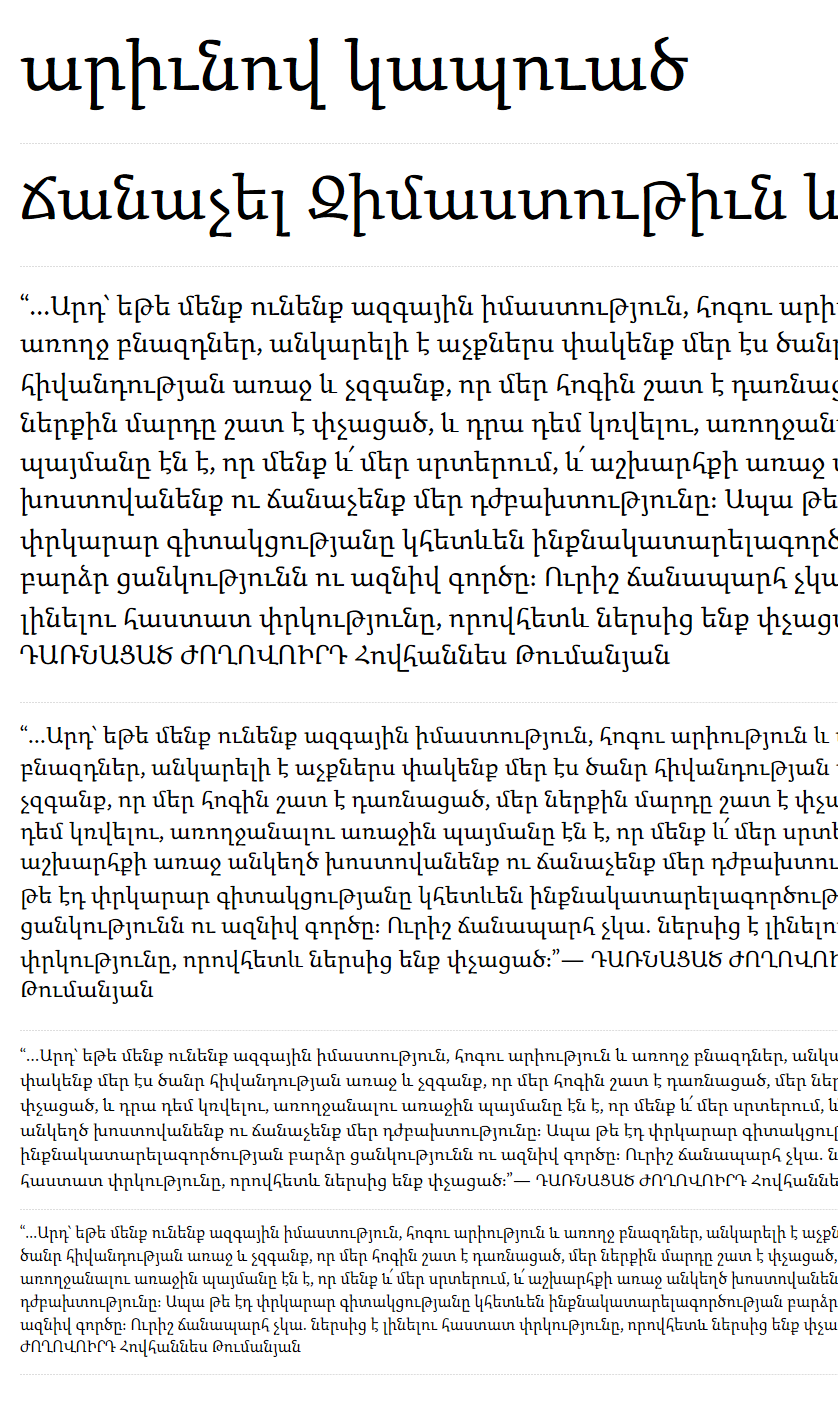 արիւնով կապուած
Ճանաչել Զիմաստութիւն և
“…Արդ՝ եթե մենք ունենք ազգային իմաստություն, հոգու արի
առողջ բնազդներ, անկարելի է աչքներս փակենք մեր էս ծանր
հիվանդության առաջ և չզգանք, որ մեր հոգին շատ է դառնաց
ներքին մարդը շատ է փչացած, և դրա դեմ կռվելու, առողջան
պայմանը էն է, որ մենք և՛ մեր սրտերում, և՛ աշխարհքի առաջ
խոստովանենք ու ճանաչենք մեր դժբախտությունը։ Ապա թե
փրկարար գիտակցությանը կհետևեն ինքնակատարելագործ
բարձր ցանկությունն ու ազնիվ գործը։ Ուրիշ ճանապարհ չկա
լինելու հաստատ փրկությունը, որովհետև ներսից ենք փչաց
ԴԱՌՆԱՑԱԾ ԺՈՂՈՎՈՒՐԴ Հովհաննես Թումանյան
“…Արդ՝ եթե մենք ունենք ազգային իմաստություն, հոգու արիություն և
բնազդներ, անկարելի է աչքներս փակենք մեր էս ծանր հիվանդության
չզգանք, որ մեր հոգին շատ է դառնացած, մեր ներքին մարդը շատ է փչա
դեմ կռվելու, առողջանալու առաջին պայմանը էն է, որ մենք և՛ մեր սրտե
աշխարհքի առաջ անկեղծ խոստովանենք ու ճանաչենք մեր դժբախտու
թե էդ փրկարար գիտակցությանը կհետևեն ինքնակատարելագործութ
ցանկությունն ու ազնիվ գործը։ Ուրիշ ճանապարհ չկա. ներսից է լինելո
փրկությունը, որովհետև ներսից ենք փչացած։”— ԴԱՌՆԱՑԱԾ ԺՈՂՈՎՈՒ
Թումանյան
“…Արդ՝ եթե մենք ունենք ազգային իմաստություն, հոգու արիություն և առողջ բնազդներ, անկա
փակենք մեր էս ծանր հիվանդության առաջ և չզգանք, որ մեր հոգին շատ է դառնացած, մեր ներ
փչացած, և դրա դեմ կռվելու, առողջանալու առաջին պայմանը էն է, որ մենք և՛ մեր սրտերում, և՛
անկեղծ խոստովանենք ու ճանաչենք մեր դժբախտությունը։ Ապա թե էդ փրկարար գիտակցութ
ինքնակատարելագործության բարձր ցանկությունն ու ազնիվ գործը։ Ուրիշ ճանապարհ չկա. ն
հաստատ փրկությունը, որովհետև ներսից ենք փչացած։”— ԴԱՌՆԱՑԱԾ ԺՈՂՈՎՈՒՐԴ Հովհաննե
“…Արդ՝ եթե մենք ունենք ազգային իմաստություն, հոգու արիություն և առողջ բնազդներ, անկարելի է աչքն
ծանր հիվանդության առաջ և չզգանք, որ մեր հոգին շատ է դառնացած, մեր ներքին մարդը շատ է փչացած,
առողջանալու առաջին պայմանը էն է, որ մենք և՛ մեր սրտերում, և՛ աշխարհքի առաջ անկեղծ խոստովանեն
դժբախտությունը։ Ապա թե էդ փրկարար գիտակցությանը կհետևեն ինքնակատարելագործության բարձր
ազնիվ գործը։ Ուրիշ ճանապարհ չկա. ներսից է լինելու հաստատ փրկությունը, որովհետև ներսից ենք փչա
ԺՈՂՈՎՈՒՐԴ Հովհաննես Թումանյան